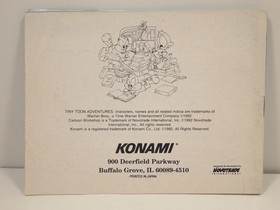 TINY TOON ADVENTURES, characters, names and all related indicia are trademarks of
Warner Bros., a Time Warner Entertainment Company ©1992.
Cartoon Workshop is a Trademark of Novotrade International, Inc. ©1992 Novotrade
International, Inc. All rights reserved
Konami is a registered trademark of Konami Co., Ltd. ©1992. All Rights Reserved.
KONAMI®
900 Deerfield Parkway
Buffalo Grove, IL 60089-4510
PRINTED IN JAPAN
NOVOTRADE
INTERNATIONAL